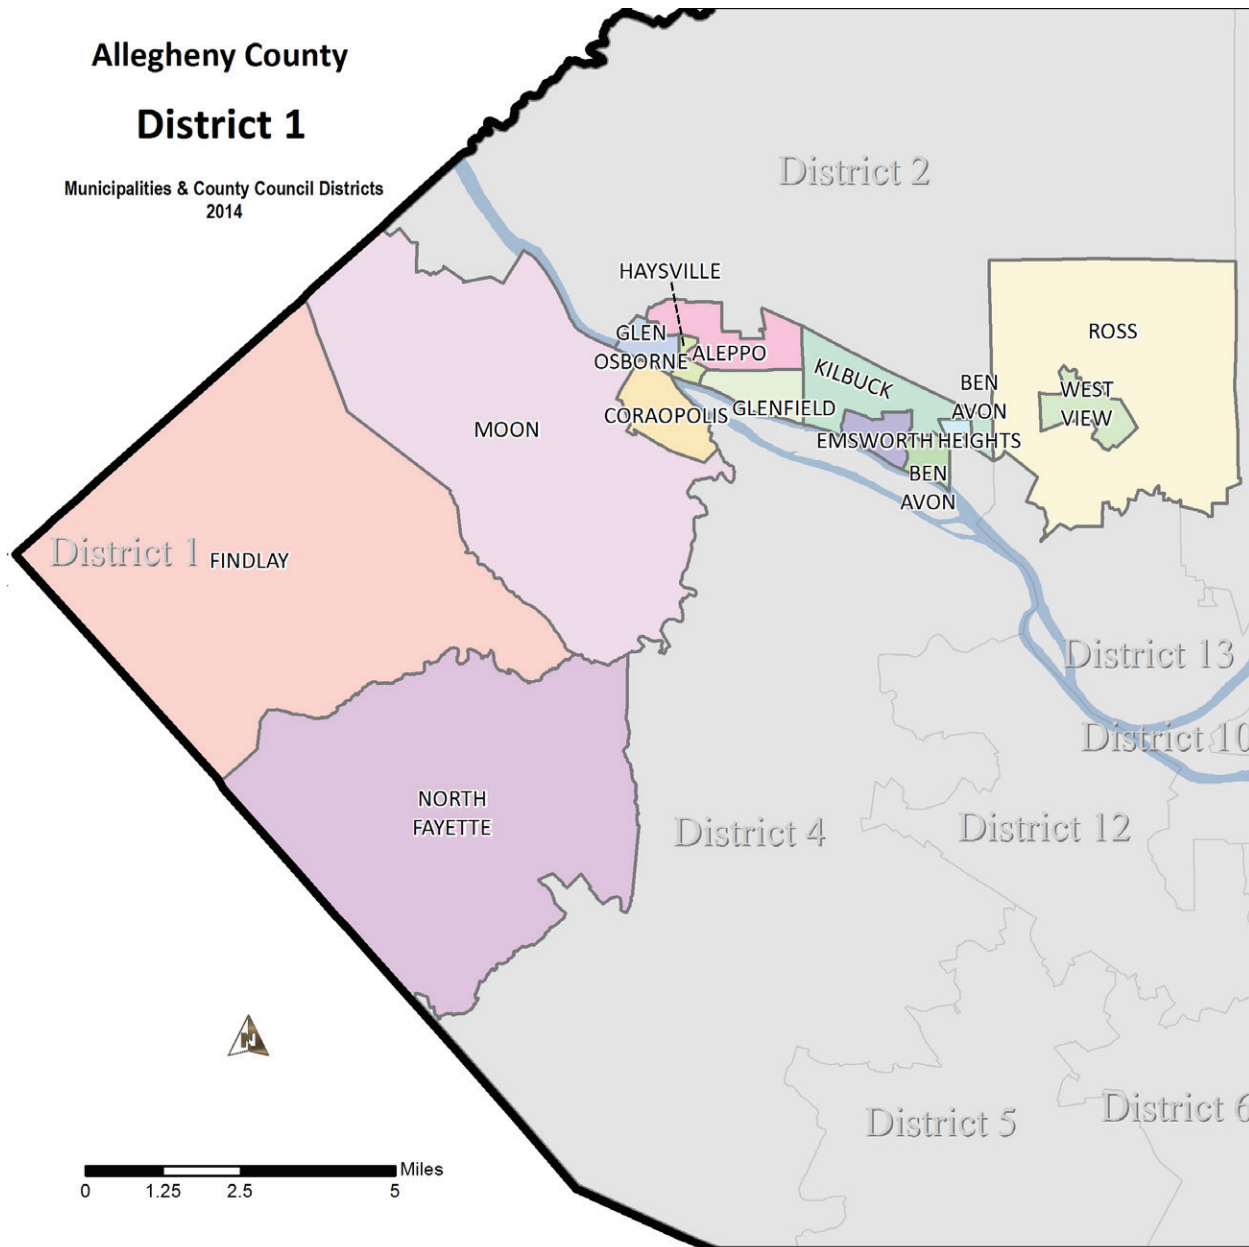 Allegheny County
District 1
Municipalities & County Council Districts
2014
District 2
HAYSVILLE
GLEN
OSBORNE
ALEPPO
KILBUCK
ROSS
BEN
AVON
HEIGHTS
WEST
VIEW
CORAOPOLIS
GLENFIELD
EMSWORTH
BEN
AVON
MOON
District 1
FINDLAY
District 13
District 10
NORTH
FAYETTE
District 4
District 12
N
District 5
District 6
Miles
0
1.25
2.5
5